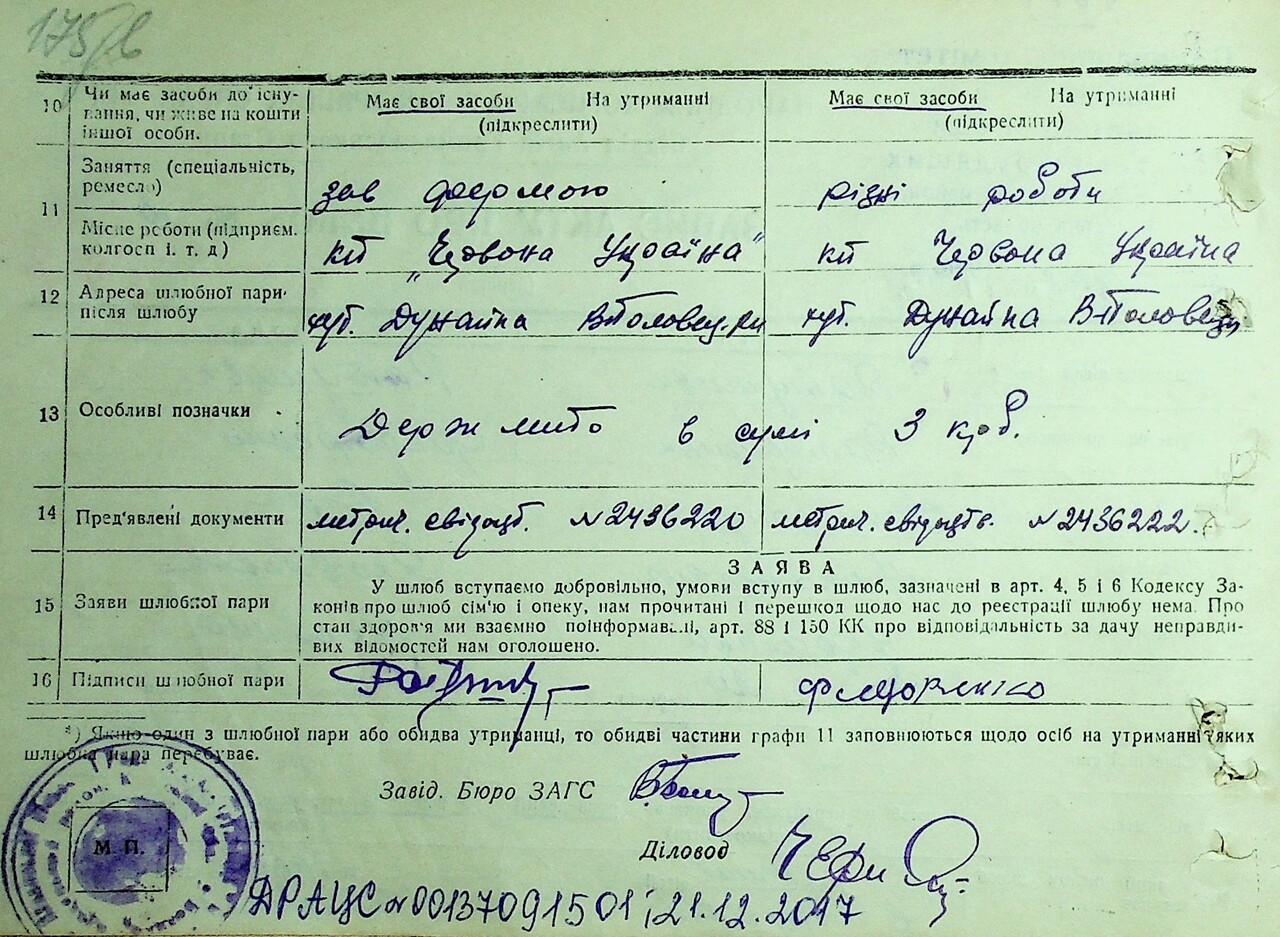 175/в
10 Чи має засоби до існу-
вання, чи живе на кошти
іншої особи.
Має свої засоби На утриманні
(підкреслити)
Має свої засоби На утриманні
(підкреслити)
11 Заняття (спеціальність,
ремесло)
зав фермою
різні роботи
Місце роботи (підприєм.
колгосп і. т. д)
кп „Червона Україна"
кп Червона Україна
12 Адреса шлюбної пари
після шлюбу
хут. Дунайка В-Половец. р-н
хут. Дунайка В-Половец
13 Особливі позначки
Держ мито в сумі 3 крб.
14 Пред'явлені документи
метрич. свідоцт. №2436220
метрич. свідоцтв. №2436222.
15 Заяви шлюбної пари
ЗАЯВА
У шлюб вступаємо добровільно, умови вступу в шлюб, зазначені в арт. 4, 5 і 6 Кодексу За-
конів про шлюб сім'ю і опеку, нам прочитані і перешкод щодо нас до реєстрації шлюбу нема. Про
стан здоров'я ми взаємно поінформавані, арт. 88 і 150 КК про відповідальність за дачу неправди-
вих відомостей нам оголошено.
16 Підписи шлюбної пари
*) Якщо один з шлюбної пари або обидва утриманці, то обидві частини графи 11 заповнюються щодо осіб на утриманні яких
шлюбна пара перебуває.
Завід. Бюро ЗАГС
Діловод
М. П.
ДРАЦС №00137091501; 21.12.2017